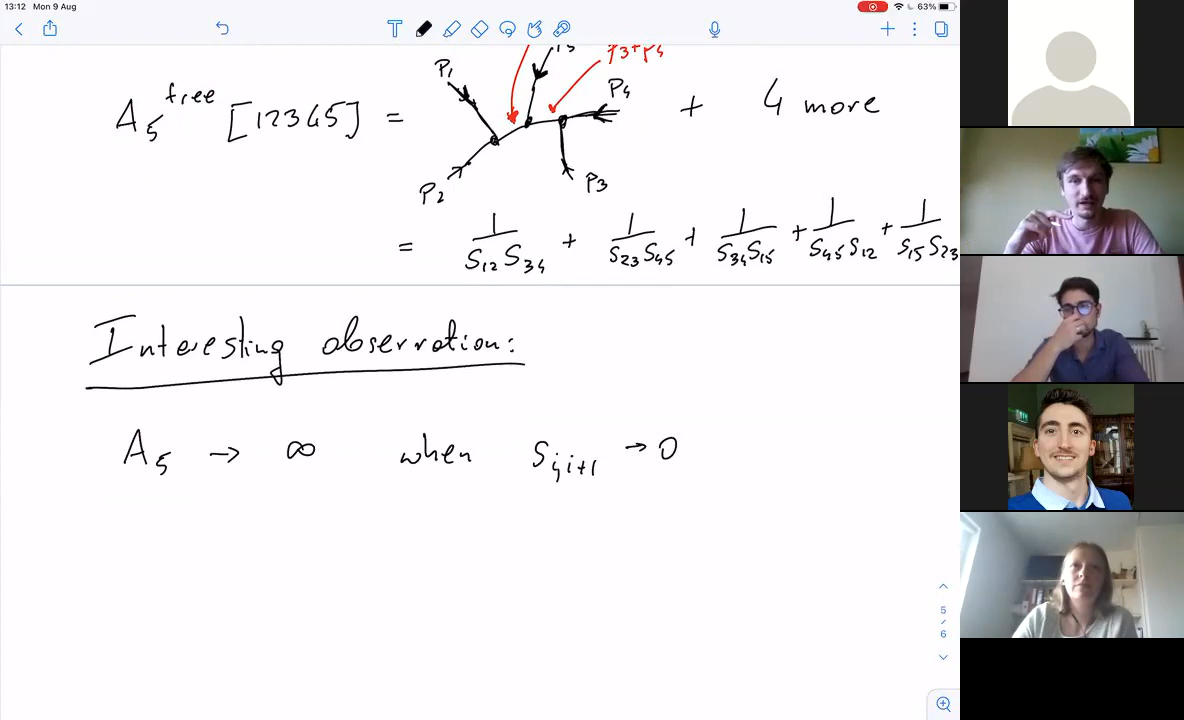 13:12 Mon 9 Aug
63%
P3+P4
P1
P4
A5^free [12345] = + 4 more
P2
P3
= 1/(S12 S34) + 1/(S23 S45) + 1/(S34 S15) + 1/(S45 S12) + 1/(S15 S23)
Interesting observation:
A5 → ∞ when Si,i+1 → 0
5
/
6